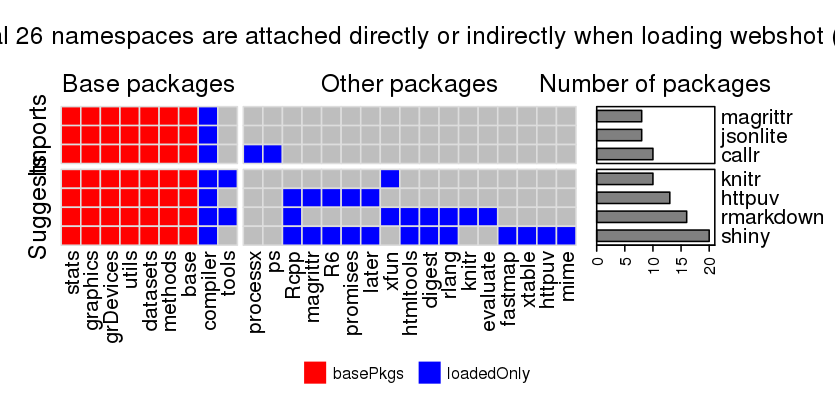 26 namespaces are attached directly or indirectly when loading webshot (
Base packages
Other packages
Number of packages
Imports
Suggests
magrittr
jsonlite
callr
knitr
httpuv
rmarkdown
shiny
stats
graphics
grDevices
utils
datasets
methods
base
compiler
tools
processx
ps
Rcpp
magrittr
R6
promises
later
xfun
htmltools
digest
rlang
knitr
evaluate
fastmap
xtable
httpuv
mime
0
5
10
15
20
basePkgs
loadedOnly